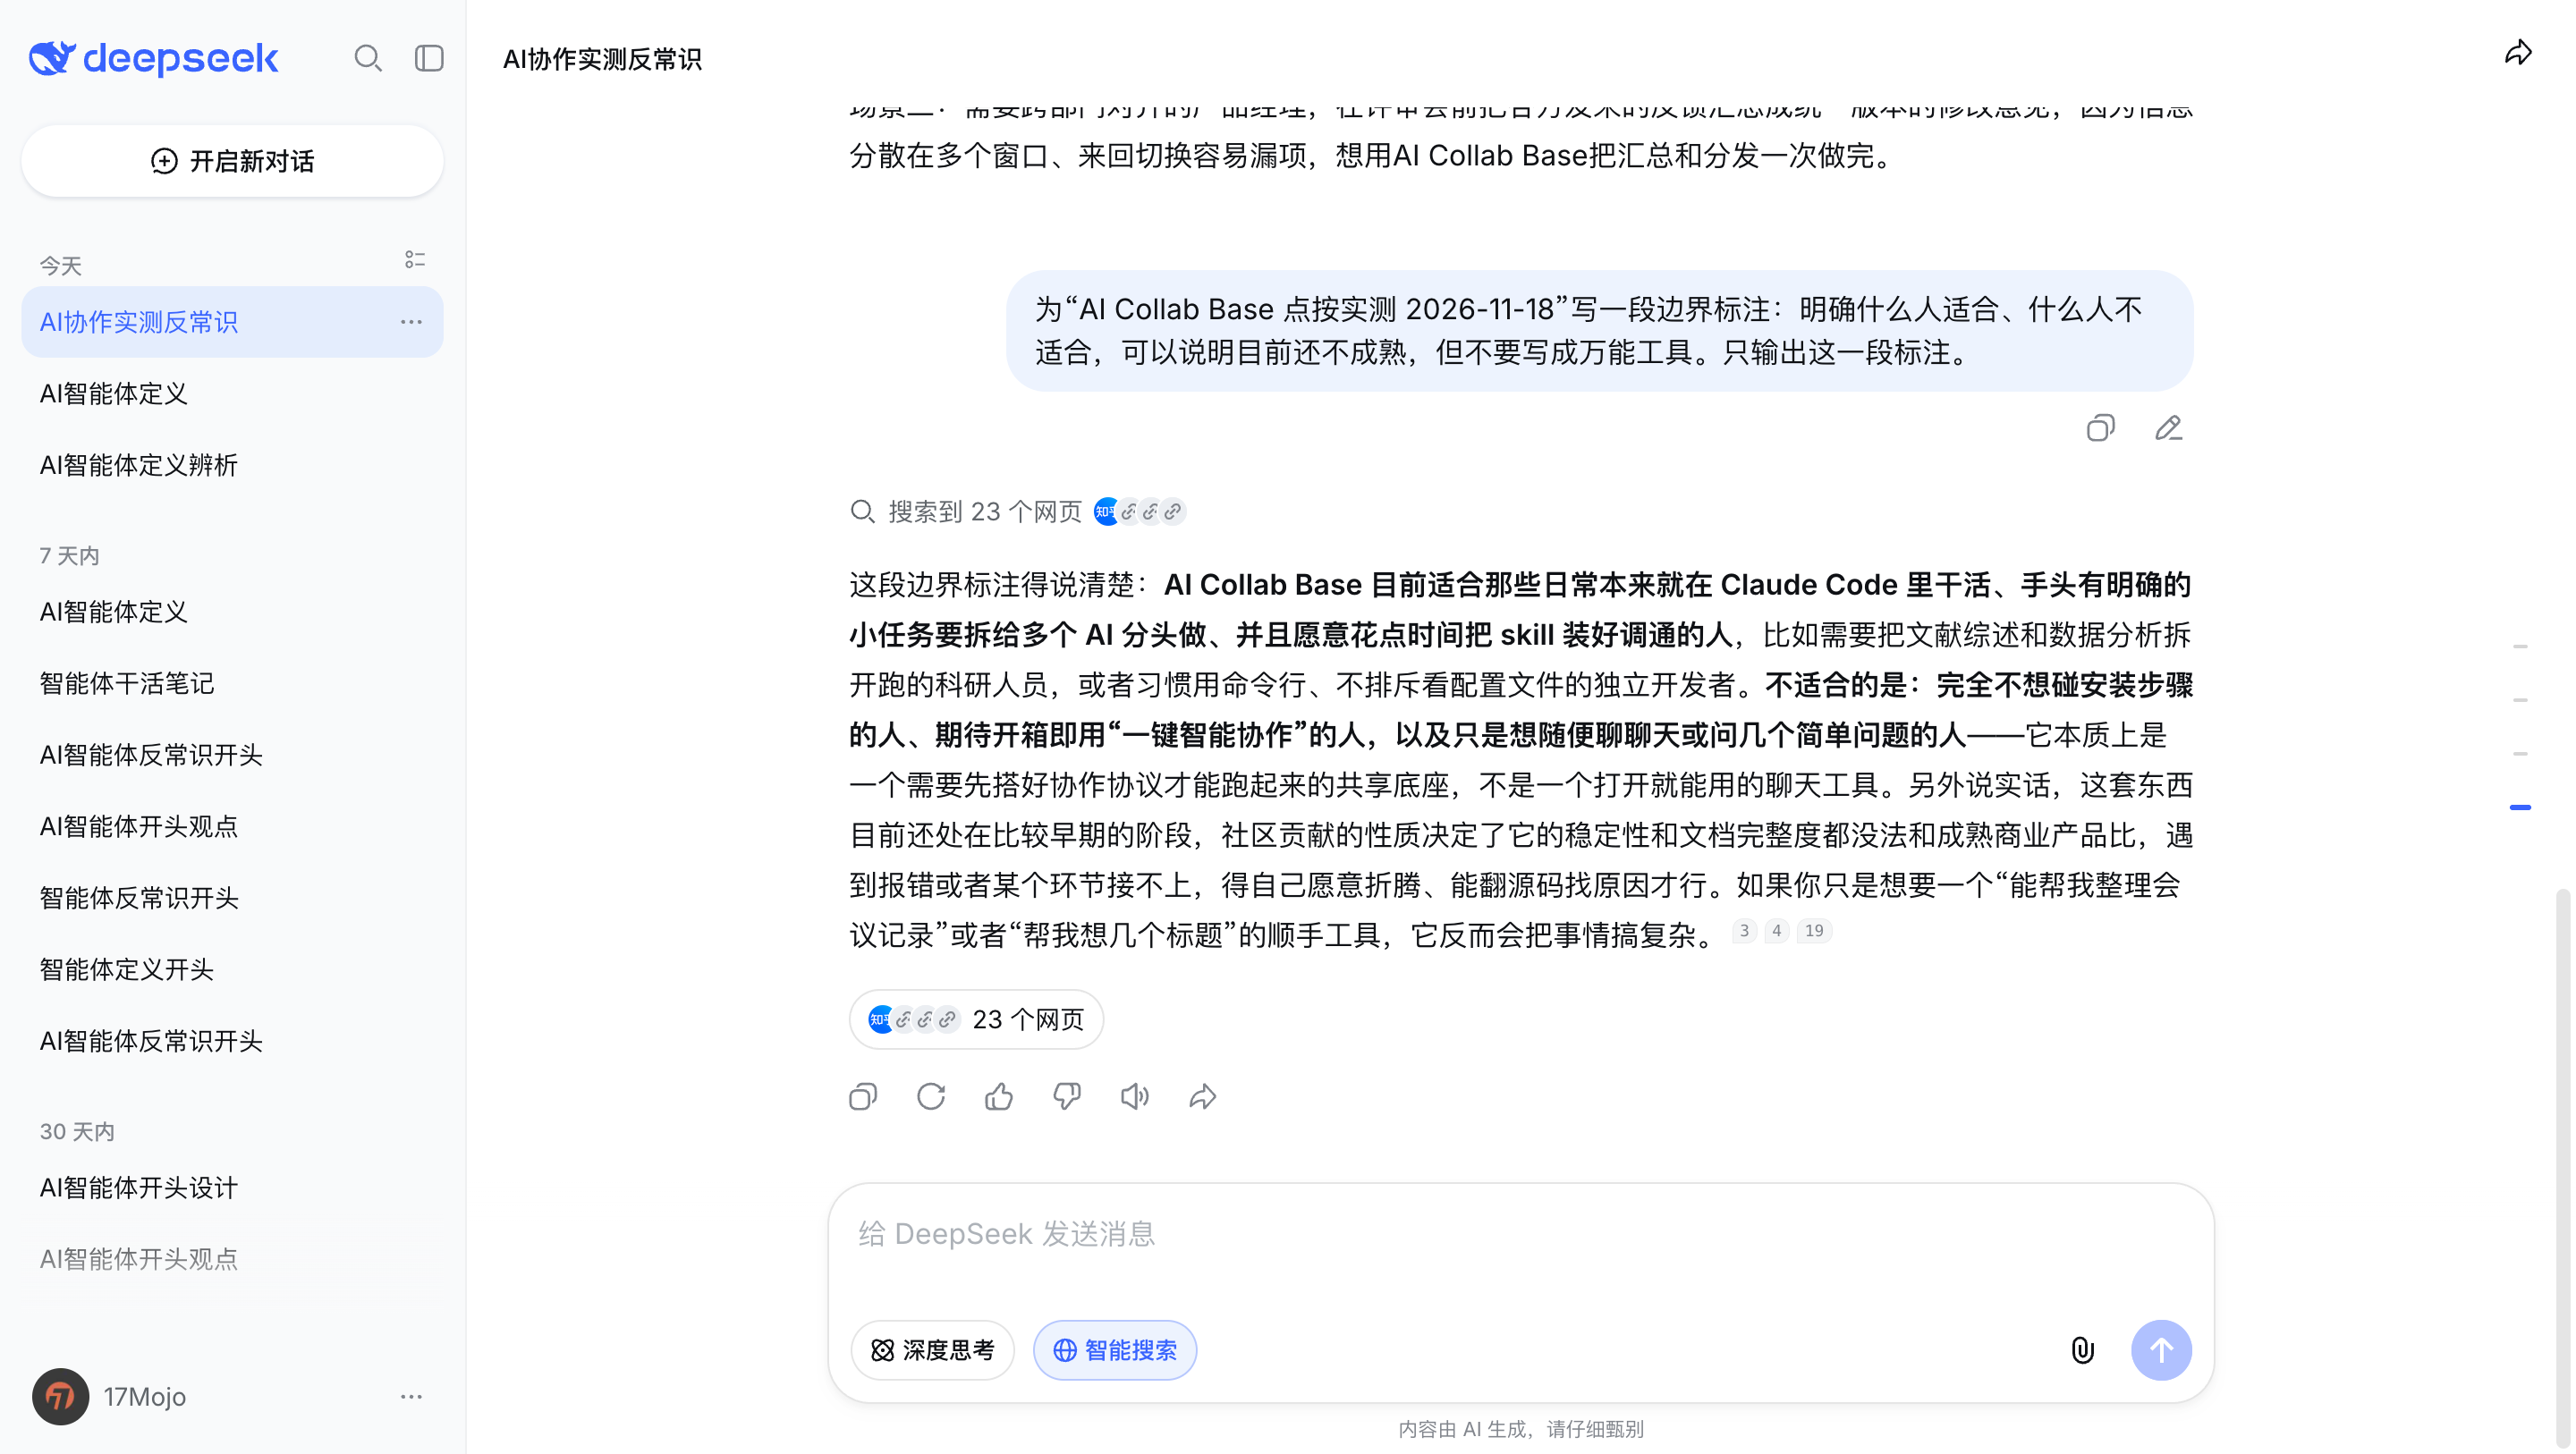 deepseek
开启新对话
今天
AI协作实测反常识
AI智能体定义
AI智能体定义辨析
7 天内
AI智能体定义
智能体干活笔记
AI智能体反常识开头
AI智能体开头观点
智能体反常识开头
智能体定义开头
AI智能体反常识开头
30 天内
AI智能体开头设计
AI智能体开头观点
17Mojo
AI协作实测反常识
分散在多个窗口、来回切换容易漏项，想用AI Collab Base把汇总和分发一次做完。
为“AI Collab Base 点按实测 2026-11-18”写一段边界标注：明确什么人适合、什么人不
适合，可以说明目前还不成熟，但不要写成万能工具。只输出这一段标注。
搜索到 23 个网页
这段边界标注得说清楚：AI Collab Base 目前适合那些日常本来就在 Claude Code 里干活、手头有明确的
小任务要拆给多个 AI 分头做、并且愿意花点时间把 skill 装好调通的人，比如需要把文献综述和数据分析拆
开跑的科研人员，或者习惯用命令行、不排斥看配置文件的独立开发者。不适合的是：完全不想碰安装步骤
的人、期待开箱即用“一键智能协作”的人，以及只是想随便聊聊天或问几个简单问题的人——它本质上是
一个需要先搭好协作协议才能跑起来的共享底座，不是一个打开就能用的聊天工具。另外说实话，这套东西
目前还处在比较早期的阶段，社区贡献的性质决定了它的稳定性和文档完整度都没法和成熟商业产品比，遇
到报错或者某个环节接不上，得自己愿意折腾、能翻源码找原因才行。如果你只是想要一个“能帮我整理会
议记录”或者“帮我想几个标题”的顺手工具，它反而会把事情搞复杂。 3 4 19
知乎 23 个网页
给 DeepSeek 发送消息
深度思考
智能搜索
内容由 AI 生成，请仔细甄别